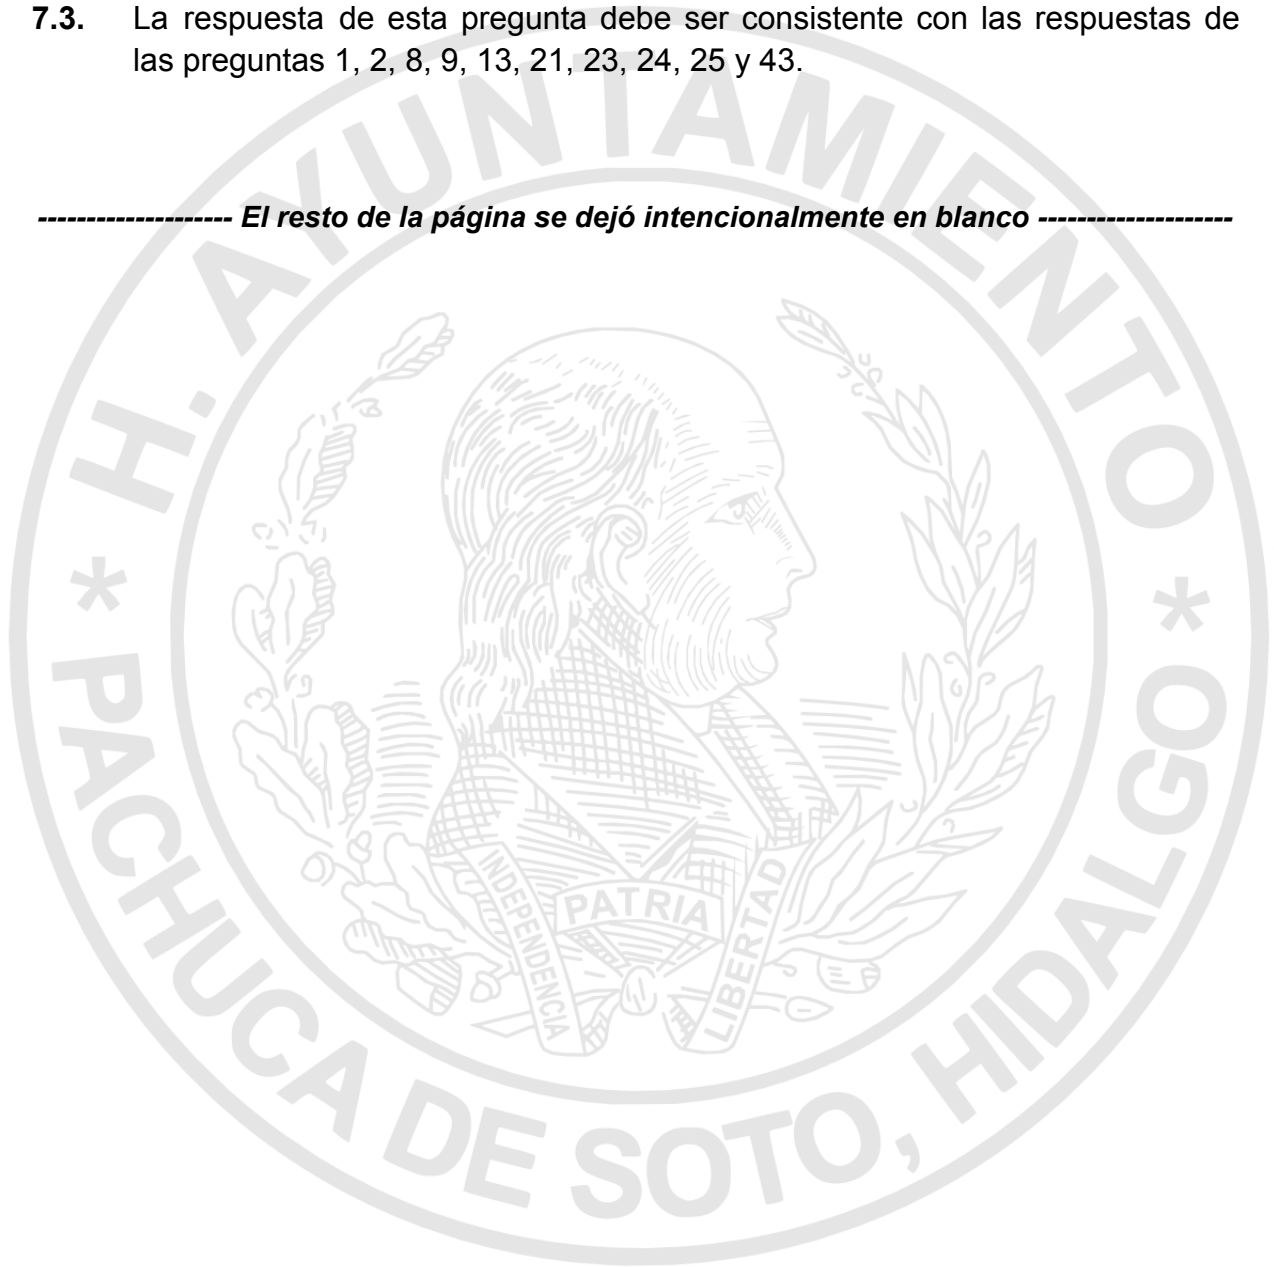 7.3. La respuesta de esta pregunta debe ser consistente con las respuestas de
las preguntas 1, 2, 8, 9, 13, 21, 23, 24, 25 y 43.
-------------------- El resto de la página se dejó intencionalmente en blanco --------------------
H. AYUNTAMIENTO
* PACHUCA DE SOTO, HIDALGO *
INDEPENDENCIA
PATRIA
LIBERTAD